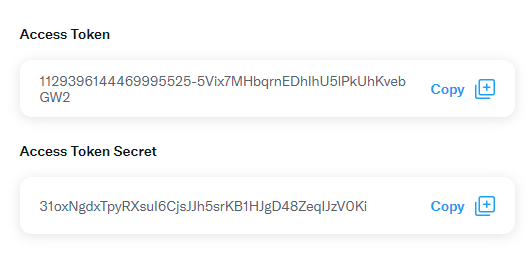 Access Token
1129396144469995525-5Vix7MHbqrnEDhIhU5lPkUhKveb
GW2
Copy
Access Token Secret
31oxNgdxTpyRXsuI6CjsJJh5srKB1HJgD48ZeqIJzV0Ki
Copy